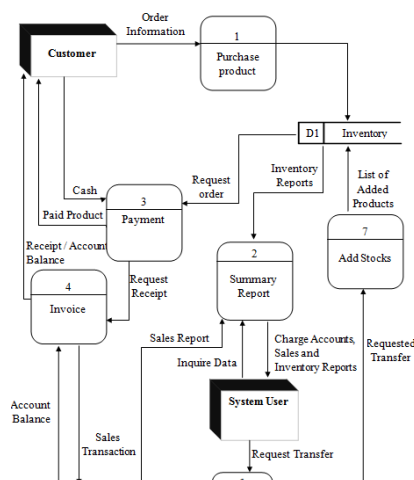 Order
Information
1
Purchase
product
Customer
D1
Inventory
Request
order
Inventory
Reports
List of
Added
Products
Cash
3
Payment
Paid Product
7
Add Stocks
2
Summary
Report
Receipt / Account
Balance
4
Invoice
Request
Receipt
Sales Report
Inquire Data
Charge Accounts,
Sales and
Inventory Reports
Requested
Transfer
System User
Account
Balance
Sales
Transaction
Request Transfer